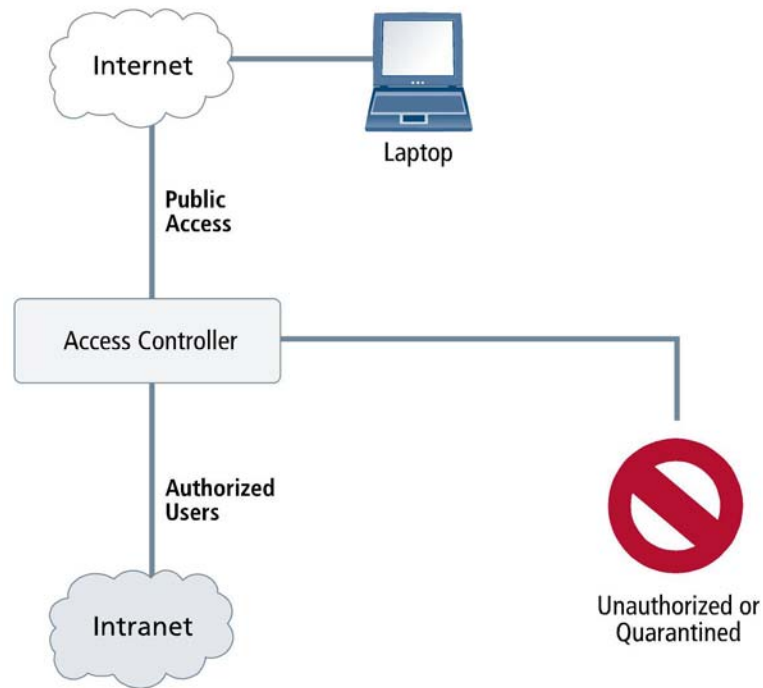 Internet
Laptop
Public
Access
Access Controller
Authorized
Users
Intranet
Unauthorized or
Quarantined